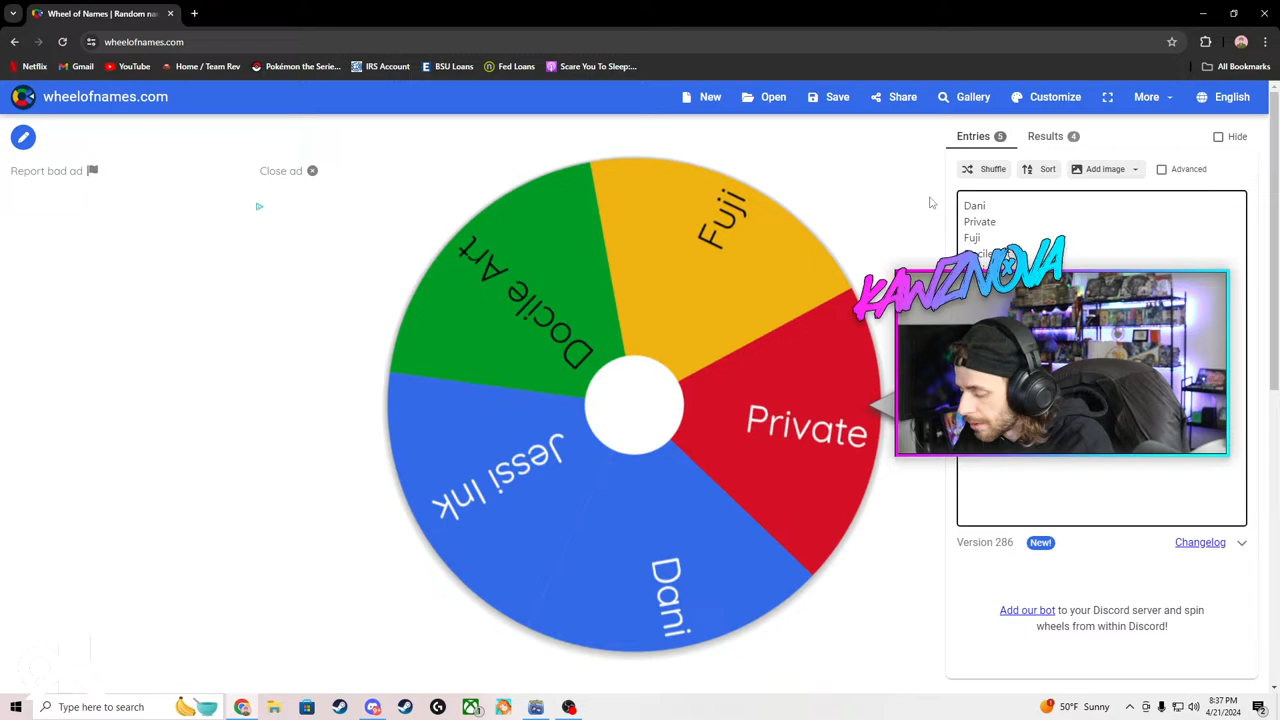 Wheel of Names | Random na
wheelofnames.com
Netflix
Gmail
YouTube
Home / Team Rev
Pokémon the Serie...
IRS Account
BSU Loans
Fed Loans
Scare You To Sleep:...
All Bookmarks
wheelofnames.com
New
Open
Save
Share
Gallery
Customize
More
English
Entries 5
Results 4
Hide
Report bad ad
Close ad
Shuffle
Sort
Add image
Advanced
Dani
Private
Fuji
Fuji
Docile Art
Private
Jessi Ink
Dani
KAWZNOVA
Version 286
New!
Changelog
Add our bot to your Discord server and spin
wheels from within Discord!
Type here to search
50°F Sunny
8:37 PM
4/21/2024